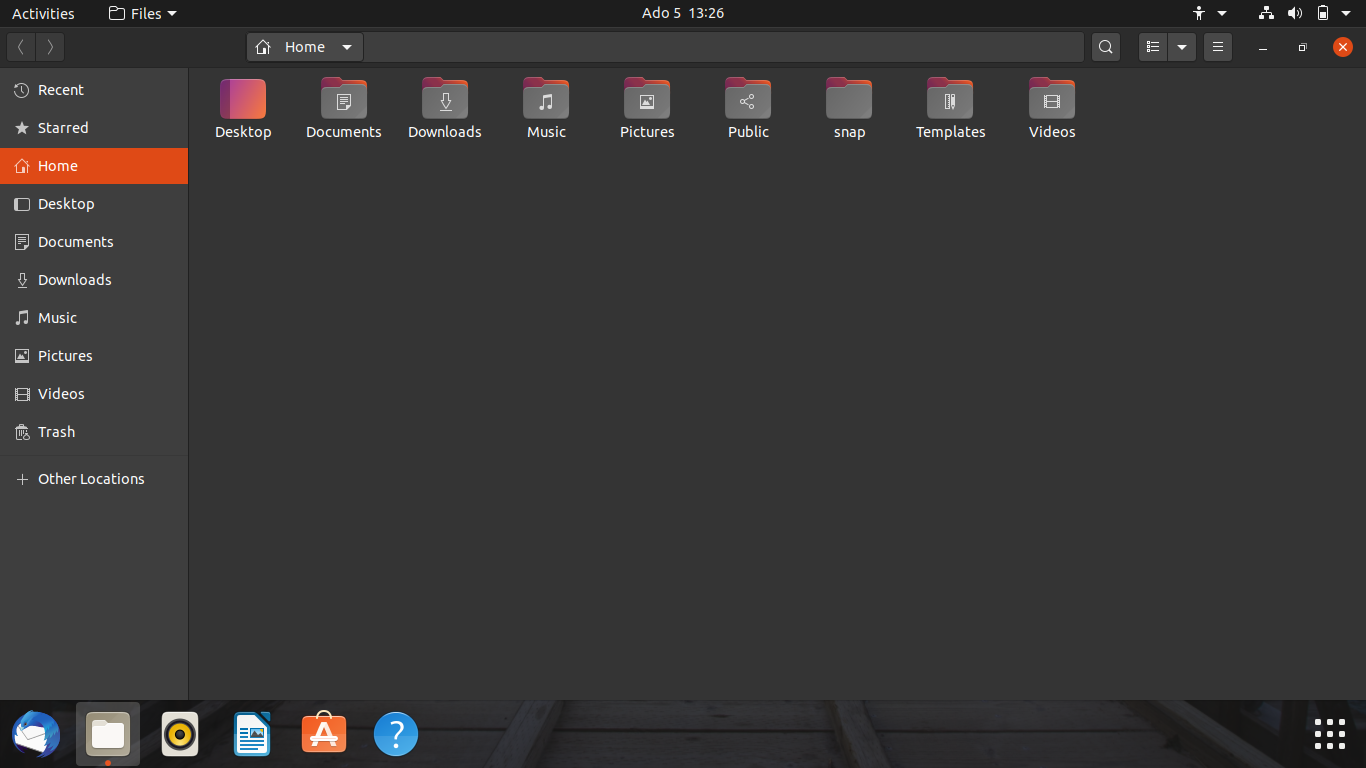 Activities
Files
Ado 5 13:26
Home
Recent
Starred
Home
Desktop
Documents
Downloads
Music
Pictures
Videos
Trash
Other Locations
Desktop
Documents
Downloads
Music
Pictures
Public
snap
Templates
Videos